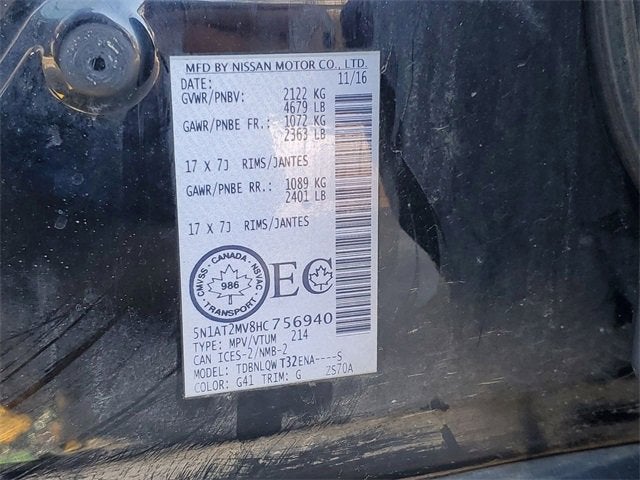 MFD BY NISSAN MOTOR CO., LTD.
DATE: 11/16
GVWR/PNBV: 2122 KG
4679 LB
GAWR/PNBE FR.: 1072 KG
2363 LB
17 X 7J RIMS/JANTES
GAWR/PNBE RR.: 1089 KG
2401 LB
17 X 7J RIMS/JANTES
CMVSS - CANADA - NSVAC
986
TRANSPORT
EC
5N1AT2MV8HC756940
TYPE: MPV/VTUM 214
CAN ICES-2/NMB-2
MODEL: TDBNLQW T32ENA----S
COLOR: G41 TRIM: G ZS70A